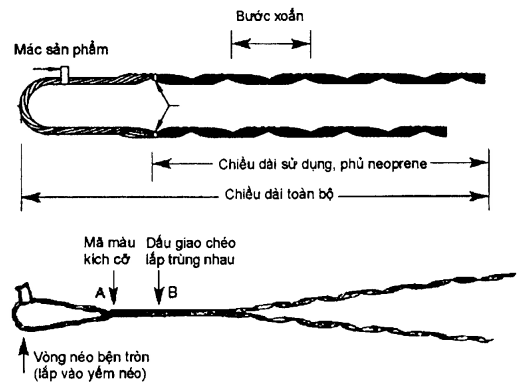 Bước xoắn
Mác sản phẩm
Chiều dài sử dụng, phủ neoprene
Chiều dài toàn bộ
Mã màu
kích cỡ
Dấu giao chéo
lắp trùng nhau
A
B
Vòng néo bện tròn
(lắp vào yếm néo)